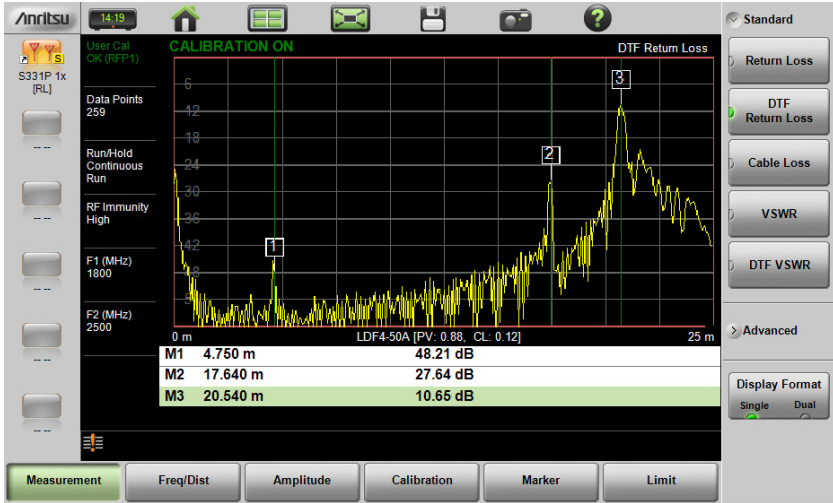 Anritsu
14:19
?
Standard
User Cal
OK (RFP1)
CALIBRATION ON
DTF Return Loss
S
S331P 1x
[RL]
-- --
-- --
-- --
-- --
-- --
Data Points
259
Run/Hold
Continuous
Run
RF Immunity
High
F1 (MHz)
1800
F2 (MHz)
2500
6
12
18
24
30
36
42
1
2
3
0 m
LDF4-50A [PV: 0.88, CL: 0.12]
25 m
M1 4.750 m 48.21 dB
M2 17.640 m 27.64 dB
M3 20.540 m 10.65 dB
Return Loss
DTF
Return Loss
Cable Loss
VSWR
DTF VSWR
Advanced
Display Format
Single Dual
Measurement
Freq/Dist
Amplitude
Calibration
Marker
Limit